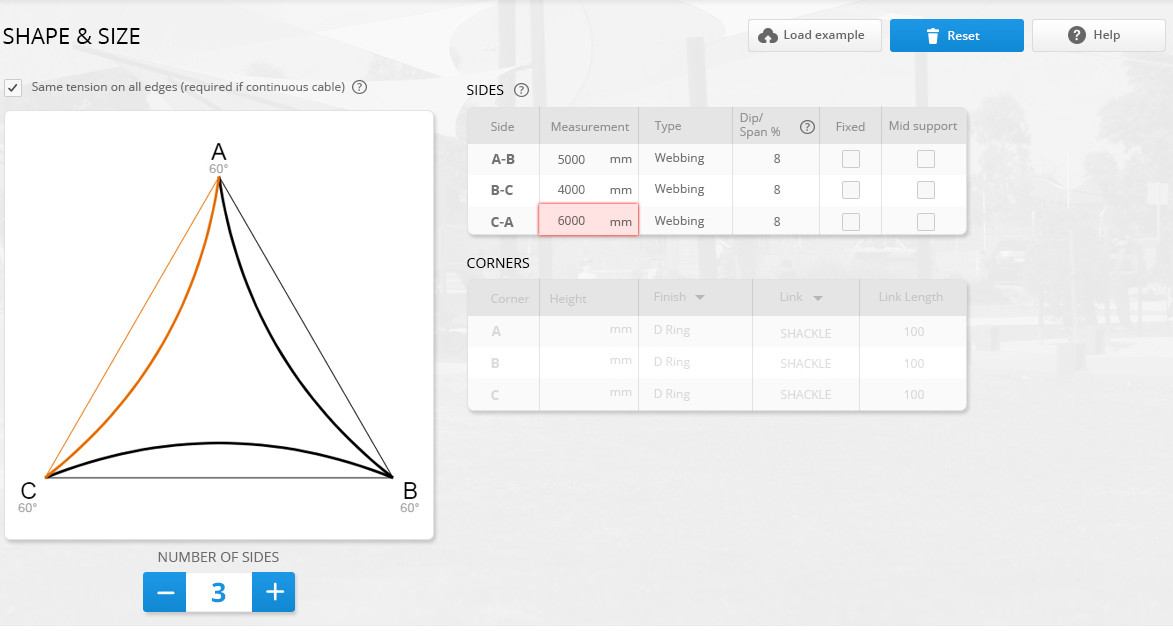 SHAPE & SIZE
Load example
Reset
? Help
Same tension on all edges (required if continuous cable) ?
SIDES ?
Side Measurement Type Dip/ Span % ? Fixed Mid support
A-B 5000 mm Webbing 8
B-C 4000 mm Webbing 8
C-A 6000 mm Webbing 8
A
60°
C
60°
B
60°
CORNERS
Corner Height Finish Link Link Length
A mm D Ring SHACKLE 100
B mm D Ring SHACKLE 100
C mm D Ring SHACKLE 100
NUMBER OF SIDES
− 3 +